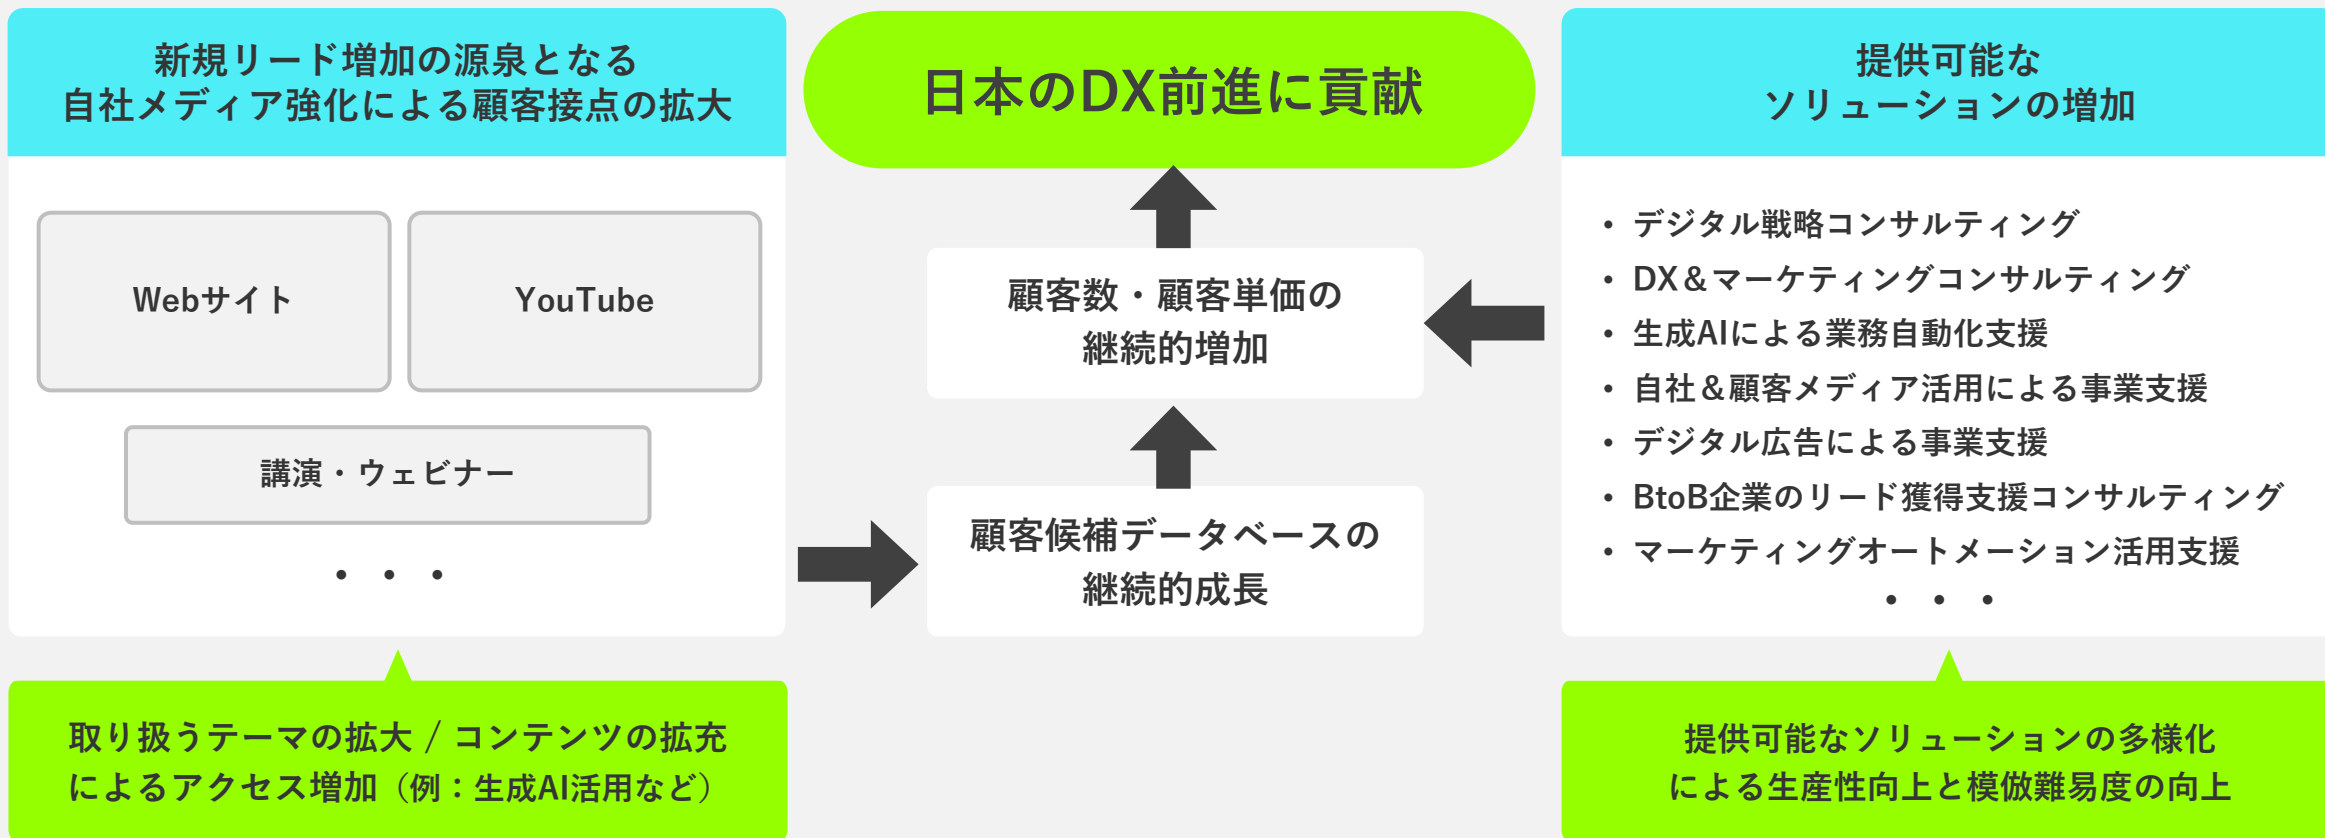 新規リード増加の源泉となる
自社メディア強化による顧客接点の拡大
Webサイト
YouTube
講演・ウェビナー
・・・
取り扱うテーマの拡大 / コンテンツの拡充
によるアクセス増加（例：生成AI活用など）
日本のDX前進に貢献
顧客数・顧客単価の
継続的増加
顧客候補データベースの
継続的成長
提供可能な
ソリューションの増加
・ デジタル戦略コンサルティング
・ DX＆マーケティングコンサルティング
・ 生成AIによる業務自動化支援
・ 自社＆顧客メディア活用による事業支援
・ デジタル広告による事業支援
・ BtoB企業のリード獲得支援コンサルティング
・ マーケティングオートメーション活用支援
・・・
提供可能なソリューションの多様化
による生産性向上と模倣難易度の向上